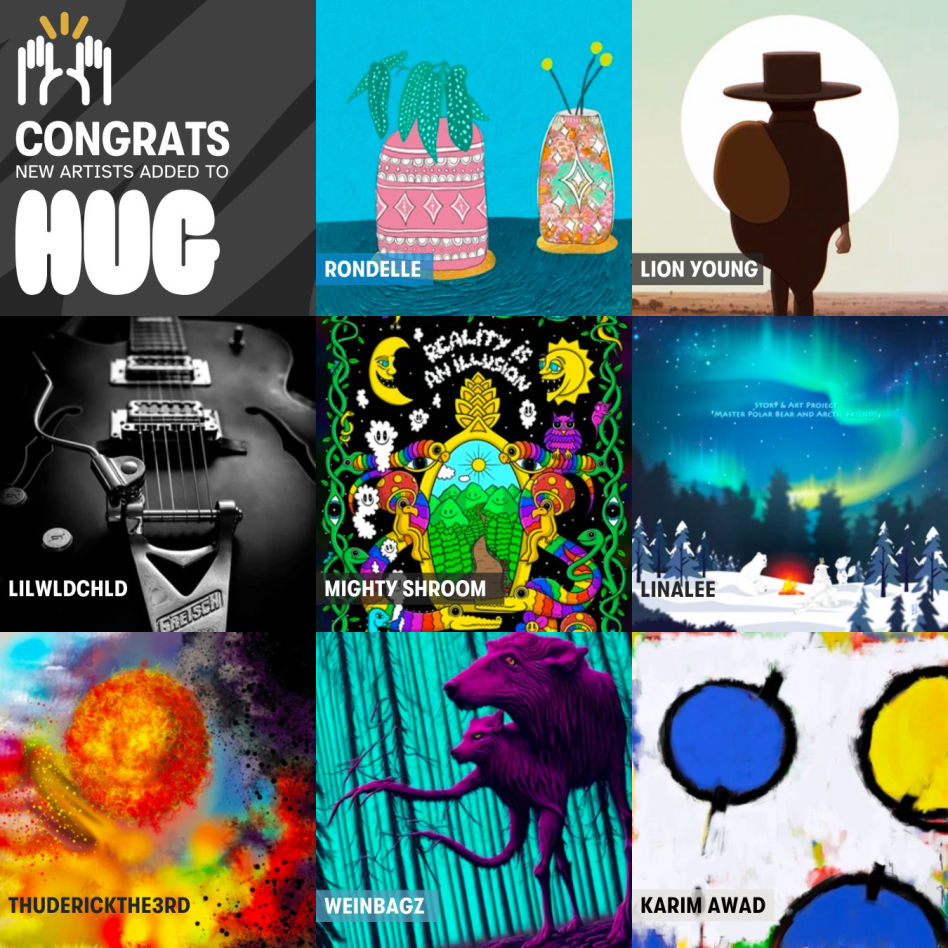 CONGRATS
NEW ARTISTS ADDED TO
HUG
RONDELLE
LION YOUNG
LILWLDCHLD
GRETSCH
REALITY IS
AN ILLUSION
MIGHTY SHROOM
STORY & ART PROJECT,
"MASTER POLAR BEAR AND ARCTIC FRIENDS"
LINALEE
THUDERICKTHE3RD
WEINBAGZ
KARIM AWAD